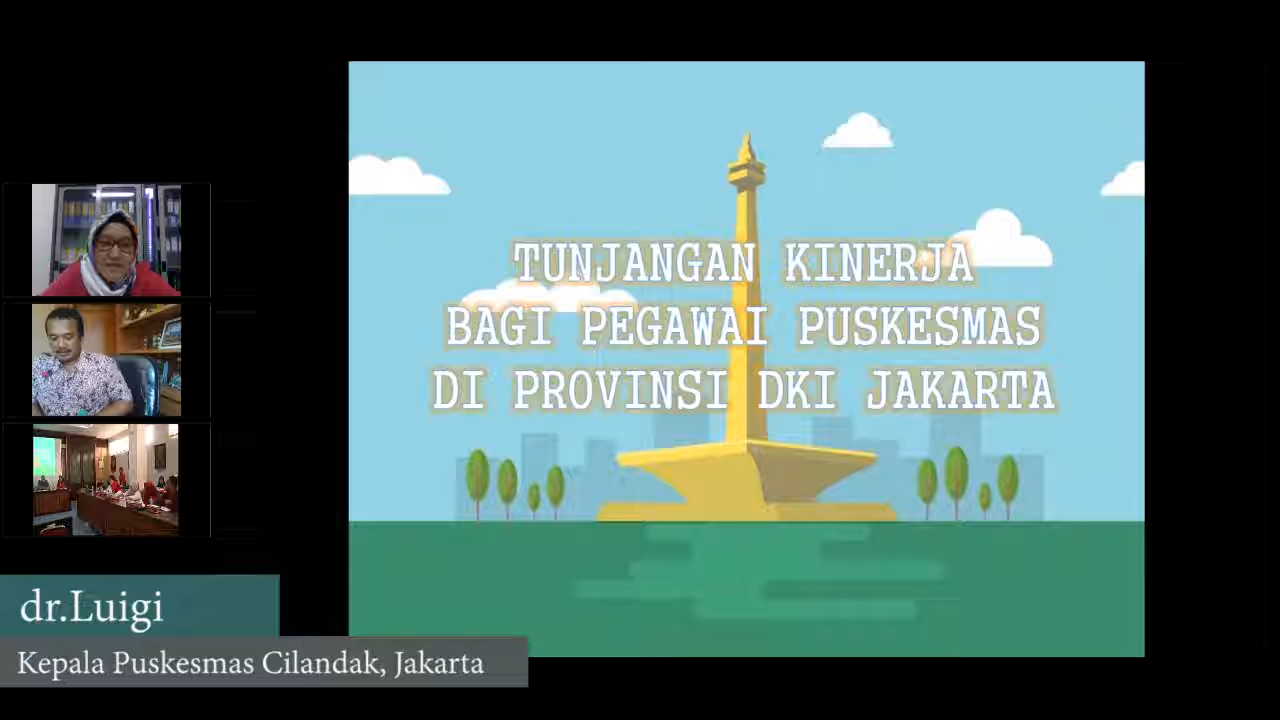 TUNJANGAN KINERJA
BAGI PEGAWAI PUSKESMAS
DI PROVINSI DKI JAKARTA
dr.Luigi
Kepala Puskesmas Cilandak, Jakarta